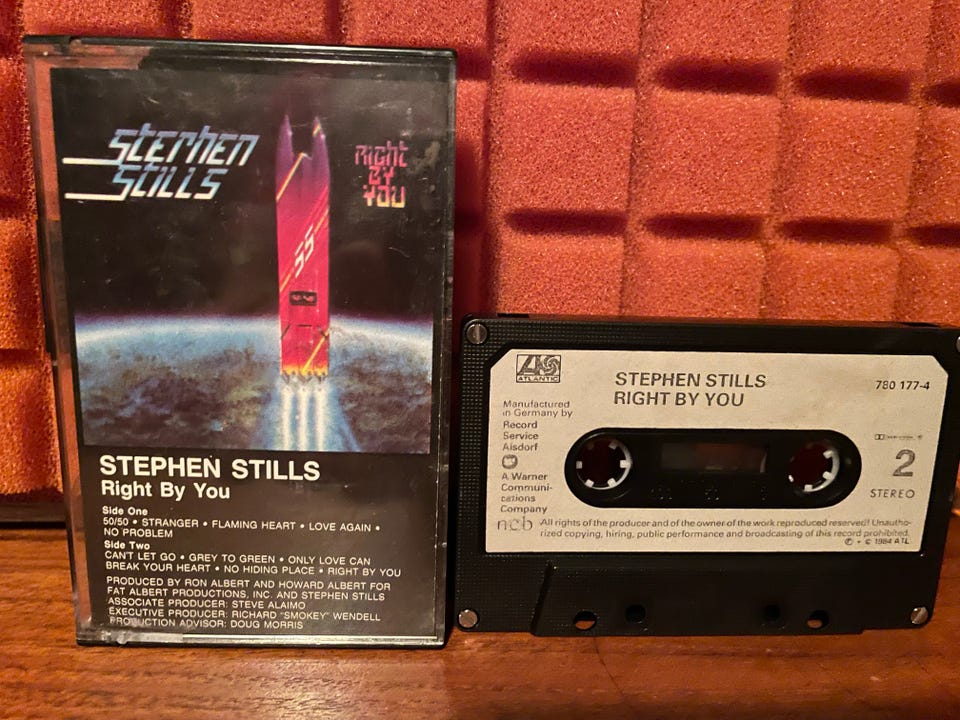 Stephen
Stills
Right
BY
YOU
SS
STEPHEN STILLS
Right By You
Side One
50/50 • STRANGER • FLAMING HEART • LOVE AGAIN •
NO PROBLEM
Side Two
CAN'T LET GO • GREY TO GREEN • ONLY LOVE CAN
BREAK YOUR HEART • NO HIDING PLACE • RIGHT BY YOU
PRODUCED BY RON ALBERT AND HOWARD ALBERT FOR
FAT ALBERT PRODUCTIONS, INC. AND STEPHEN STILLS
ASSOCIATE PRODUCER: STEVE ALAIMO
EXECUTIVE PRODUCER: RICHARD "SMOKEY" WENDELL
PRODUCTION ADVISOR: DOUG MORRIS
ATLANTIC
STEPHEN STILLS
RIGHT BY YOU
780 177-4
Manufactured
in Germany by
Record
Service
Alsdorf
A Warner
Communi-
cations
Company
ncb
2
STEREO
All rights of the producer and of the owner of the work reproduced reserved! Unautho-
rized copying, hiring, public performance and broadcasting of this record prohibited.
℗ + © 1984 ATL